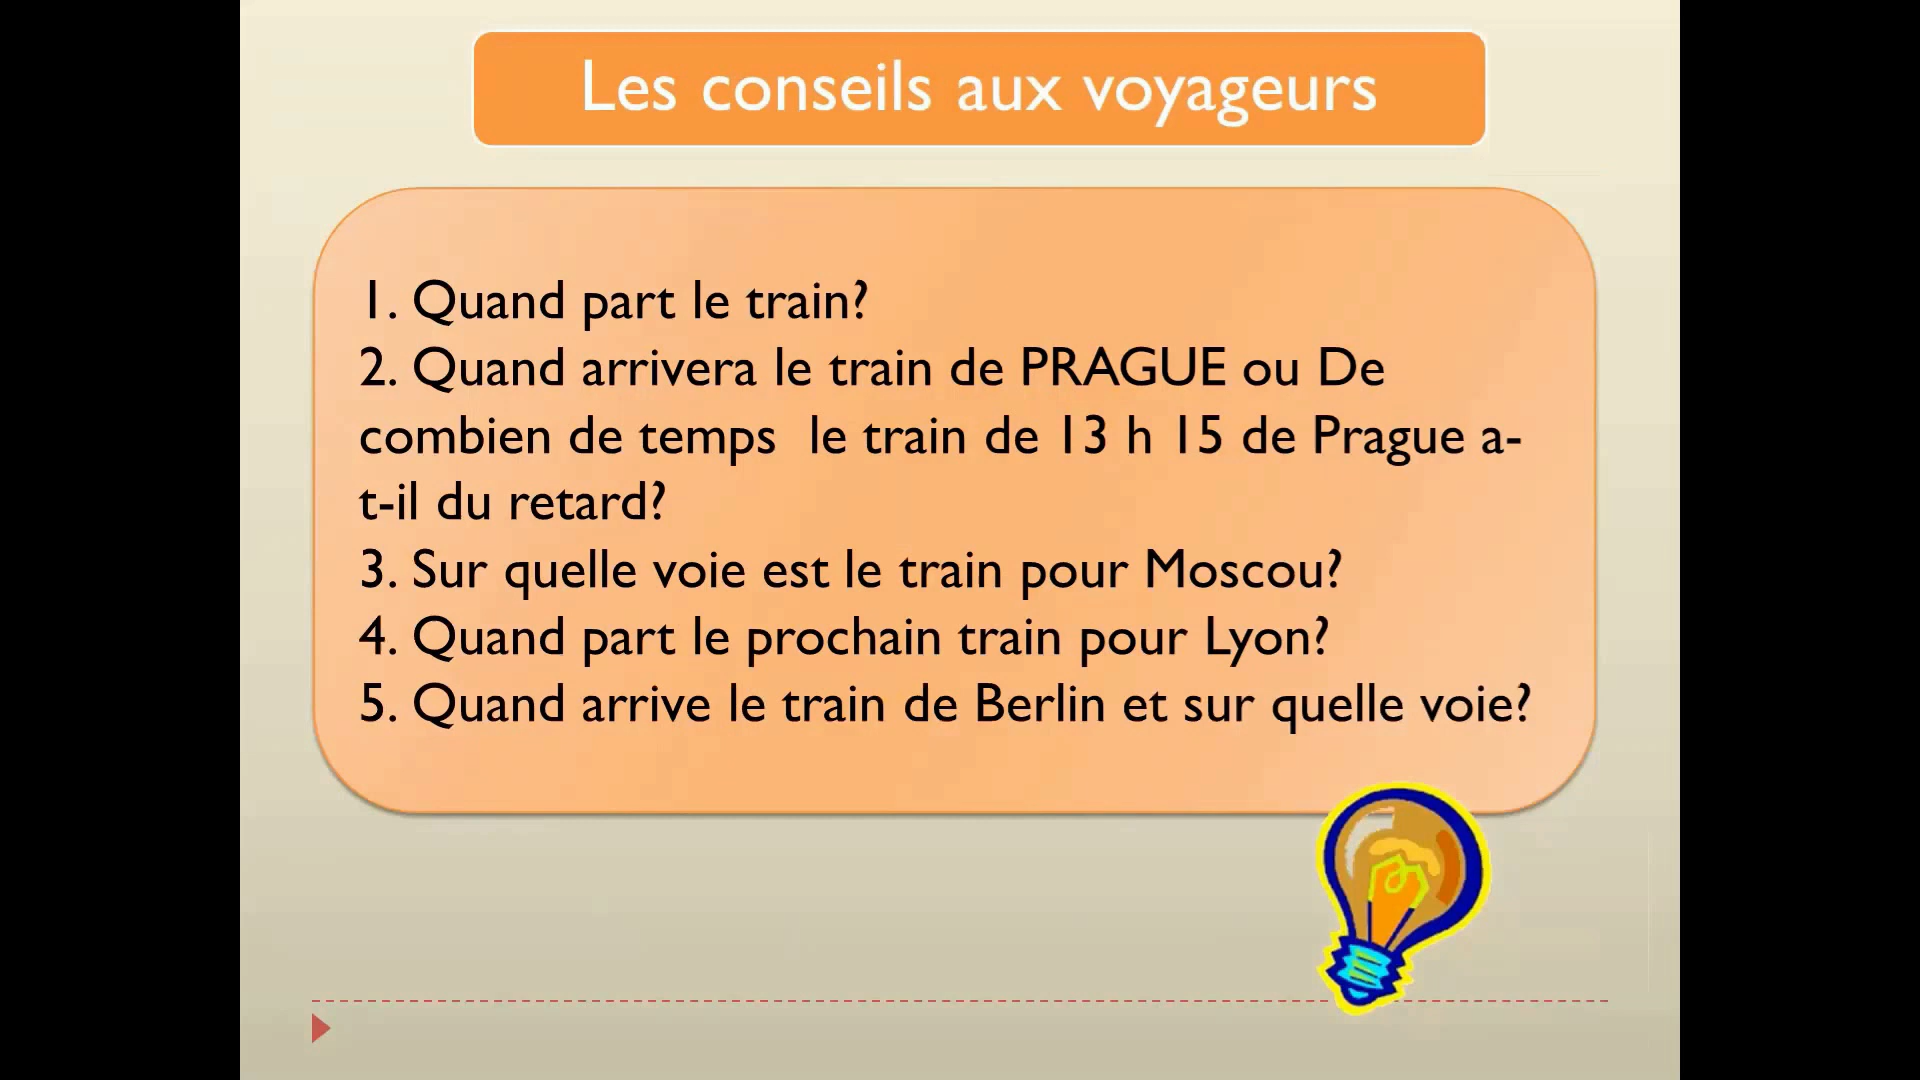 Les conseils aux voyageurs
1. Quand part le train?
2. Quand arrivera le train de PRAGUE ou De
combien de temps  le train de 13 h 15 de Prague a-
t-il du retard?
3. Sur quelle voie est le train pour Moscou?
4. Quand part le prochain train pour Lyon?
5. Quand arrive le train de Berlin et sur quelle voie?